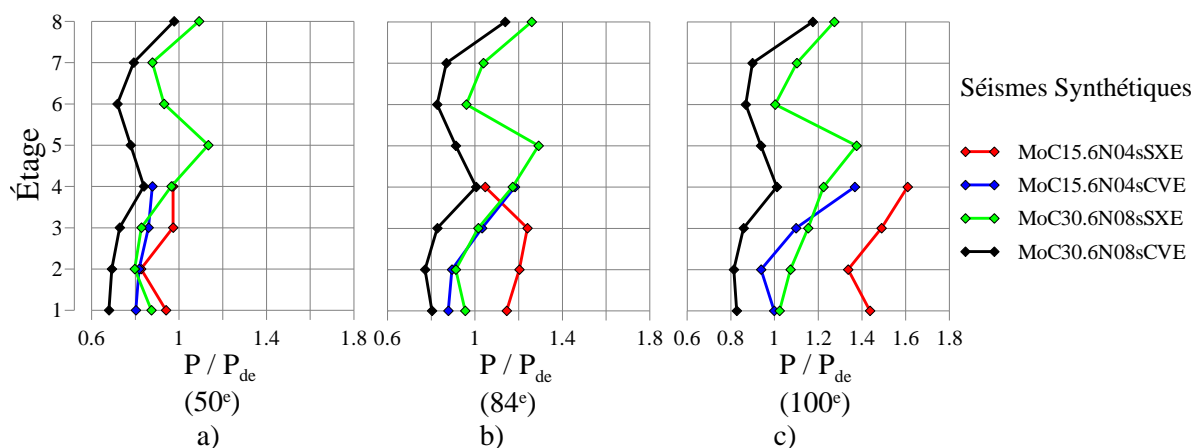 8
7
6
5
4
3
2
1
Étage
0.6 1 1.4 1.8
P / Pde
(50e)
a)
0.6 1 1.4 1.8
P / Pde
(84e)
b)
0.6 0.8 1 1.2 1.4 1.6 1.8
P / Pde
(100e)
c)
Séismes Synthétiques
MoC15.6N04sSXE
MoC15.6N04sCVE
MoC30.6N08sSXE
MoC30.6N08sCVE